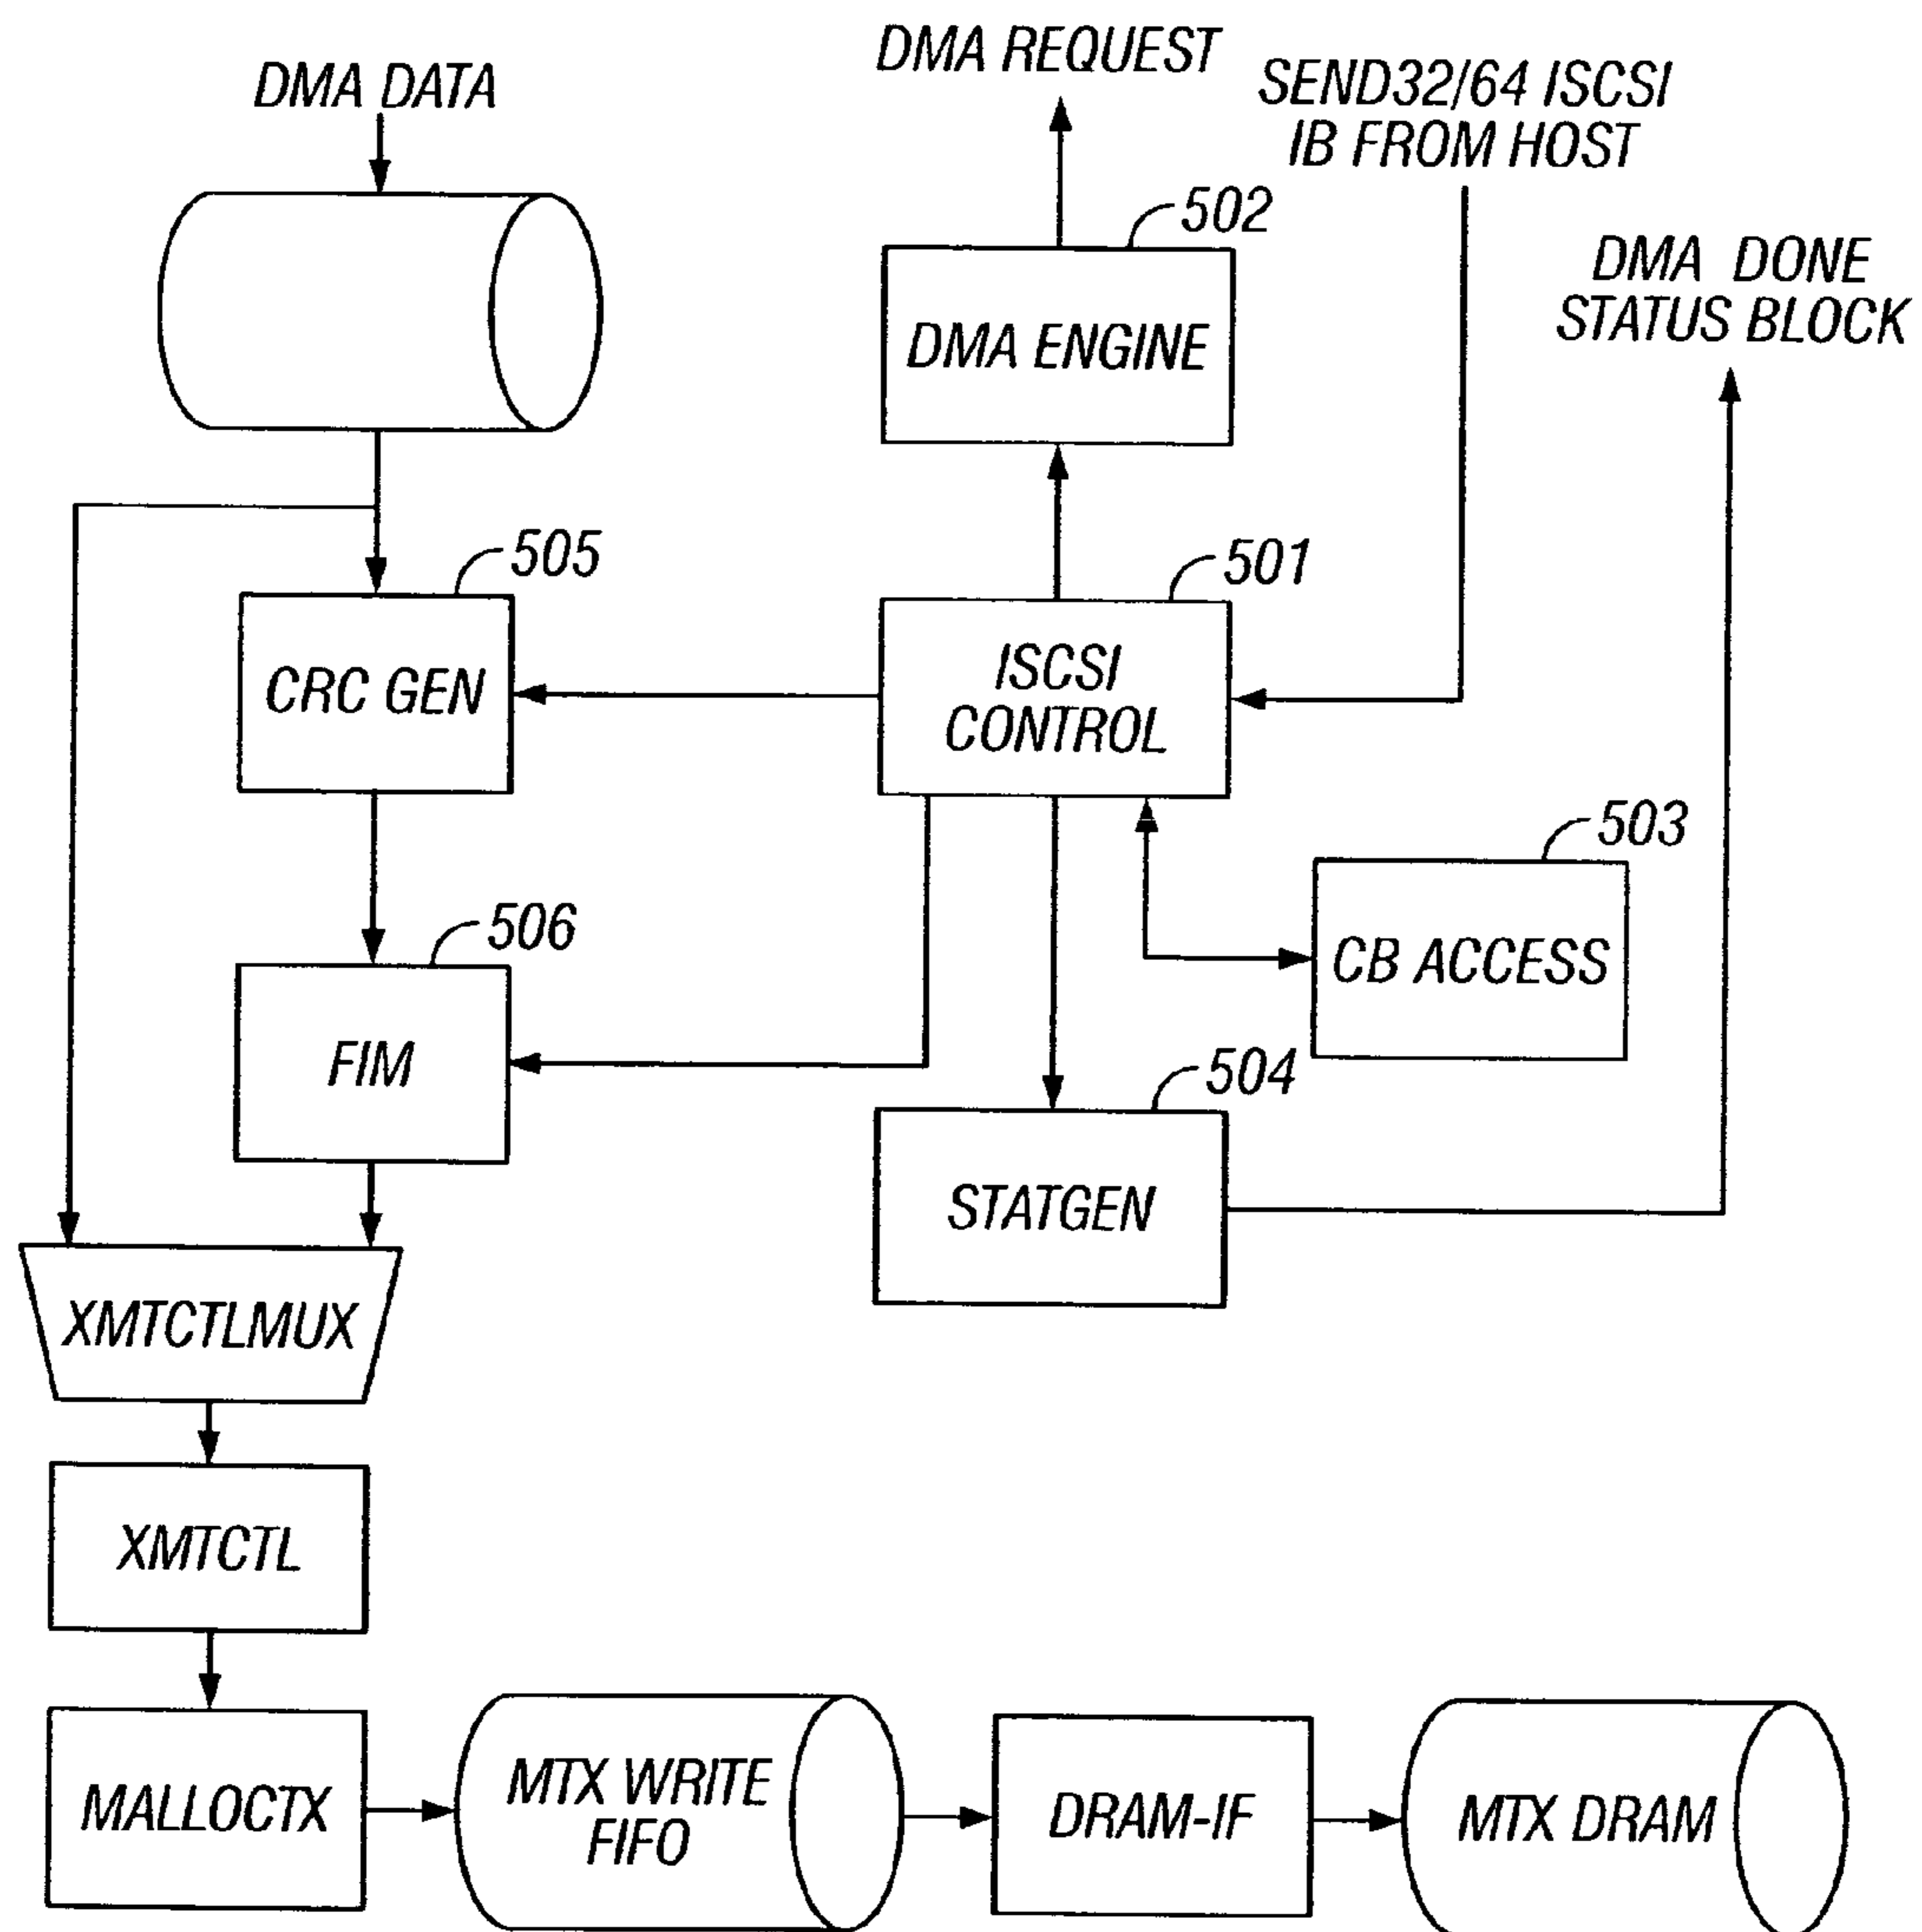 DMA DATA
DMA REQUEST
SEND32/64 ISCSI
IB FROM HOST
502
DMA DONE
STATUS BLOCK
DMA ENGINE
505
501
CRC GEN
ISCSI
CONTROL
503
506
CB ACCESS
FIM
504
STATGEN
XMTCTLMUX
XMTCTL
MALLOCTX
MTX WRITE
FIFO
DRAM-IF
MTX DRAM